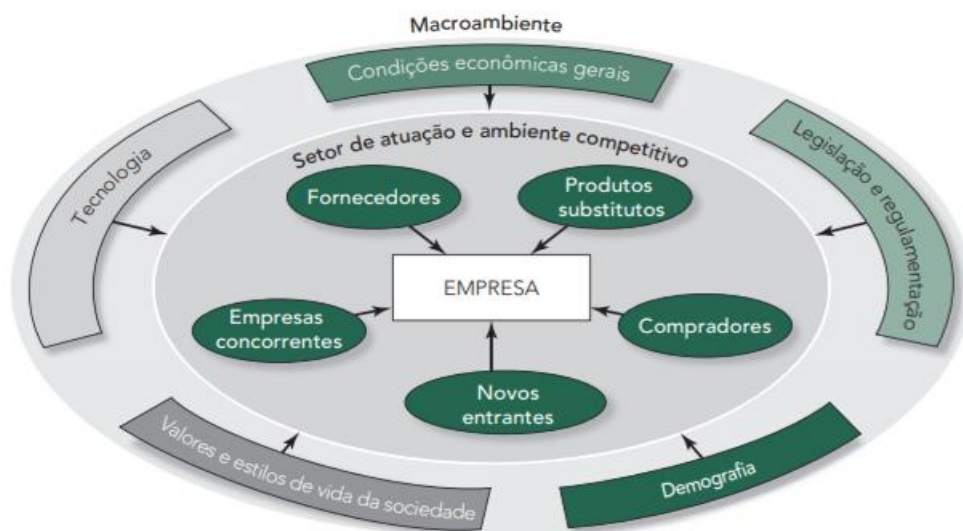 Macroambiente
Condições econômicas gerais
Tecnologia
Legislação e regulamentação
Setor de atuação e ambiente competitivo
Fornecedores
Produtos
substitutos
EMPRESA
Empresas
concorrentes
Compradores
Novos
entrantes
Valores e estilos de vida da sociedade
Demografia